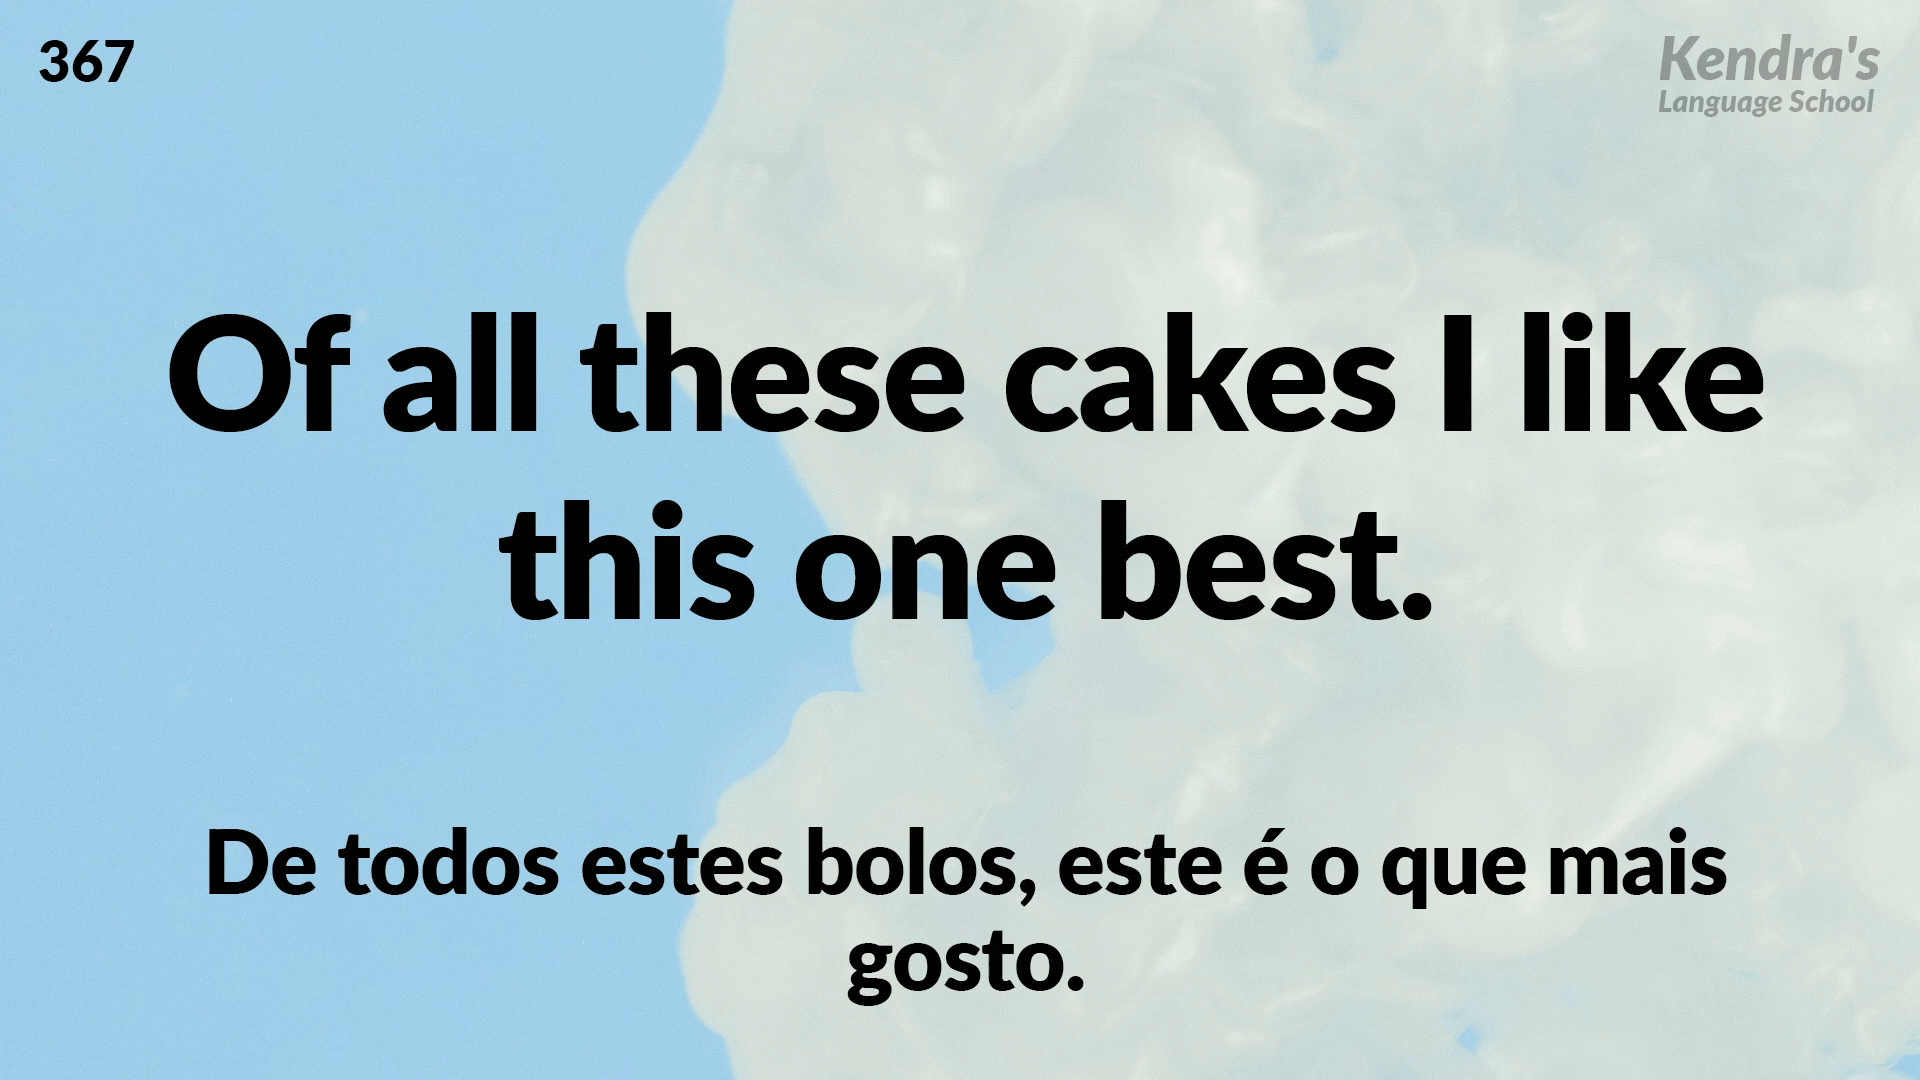 367
Kendra's
Language School
Of all these cakes I like
this one best.
De todos estes bolos, este é o que mais
gosto.